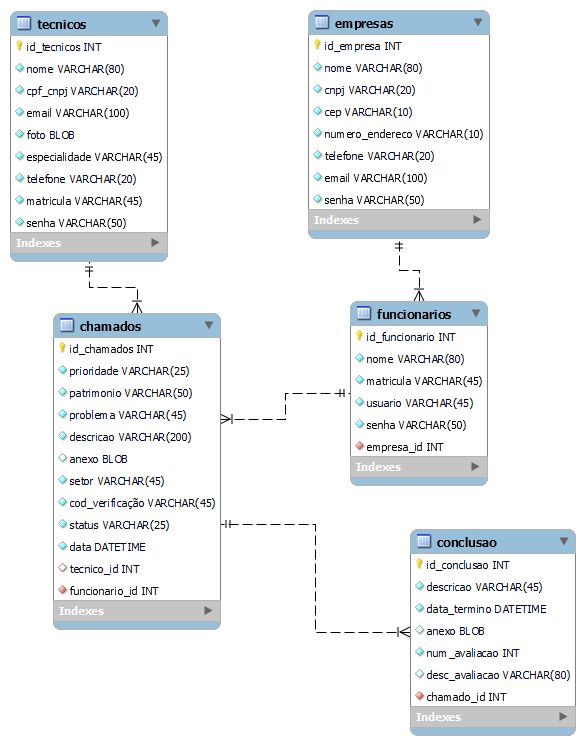 tecnicos
id_tecnicos INT
nome VARCHAR(80)
cpf_cnpj VARCHAR(20)
email VARCHAR(100)
foto BLOB
especialidade VARCHAR(45)
telefone VARCHAR(20)
matricula VARCHAR(45)
senha VARCHAR(50)
Indexes
empresas
id_empresa INT
nome VARCHAR(80)
cnpj VARCHAR(20)
cep VARCHAR(10)
numero_endereco VARCHAR(10)
telefone VARCHAR(20)
email VARCHAR(100)
senha VARCHAR(50)
Indexes
chamados
id_chamados INT
prioridade VARCHAR(25)
patrimonio VARCHAR(50)
problema VARCHAR(45)
descricao VARCHAR(200)
anexo BLOB
setor VARCHAR(45)
cod_verificação VARCHAR(45)
status VARCHAR(25)
data DATETIME
tecnico_id INT
funcionario_id INT
Indexes
funcionarios
id_funcionario INT
nome VARCHAR(80)
matricula VARCHAR(45)
usuario VARCHAR(45)
senha VARCHAR(50)
empresa_id INT
Indexes
conclusao
id_conclusao INT
descricao VARCHAR(45)
data_termino DATETIME
anexo BLOB
num_avaliacao INT
desc_avaliacao VARCHAR(80)
chamado_id INT
Indexes